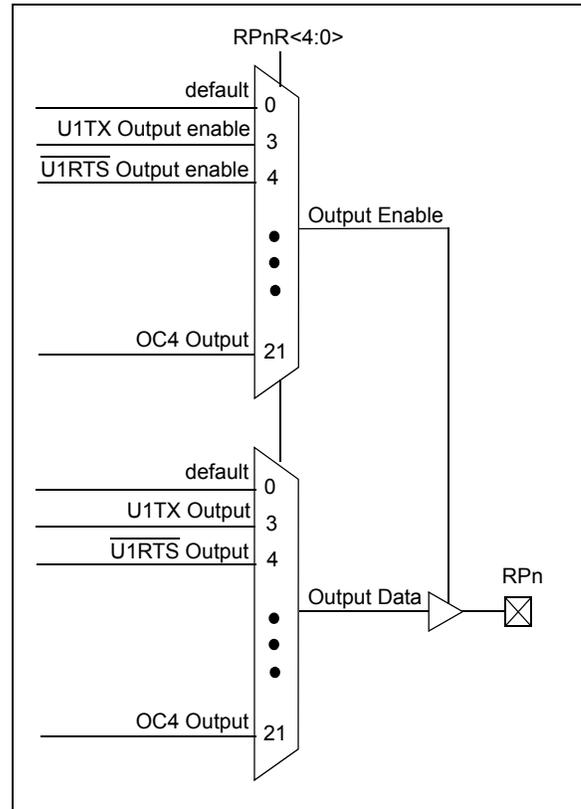 RPnR<4:0>
default
0
U1TX Output enable
3
U1RTS Output enable
4
Output Enable
OC4 Output
21
default
0
U1TX Output
3
U1RTS Output
4
RPn
Output Data
OC4 Output
21